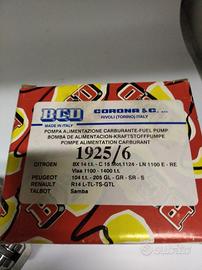 BCD
CORONA & C. snc
MADE IN ITALY
RIVOLI (TORINO) ITALY
POMPA ALIMENTAZIONE CARBURANTE-FUEL PUMP
BOMBA DE ALIMENTACION-KRAFTSTOFFPUMPE
POMPE ALIMENTATION CARBURANT
1925/6
CITROEN BX 14 t.t. - C 15 Mot.1124 - LN 1100 E - RE
Visa 1100 - 1400 t.t.
PEUGEOT 104 t.t. - 205 GL - GR - SR - S
RENAULT R14 L-TL-TS-GTL
TALBOT Samba
subito